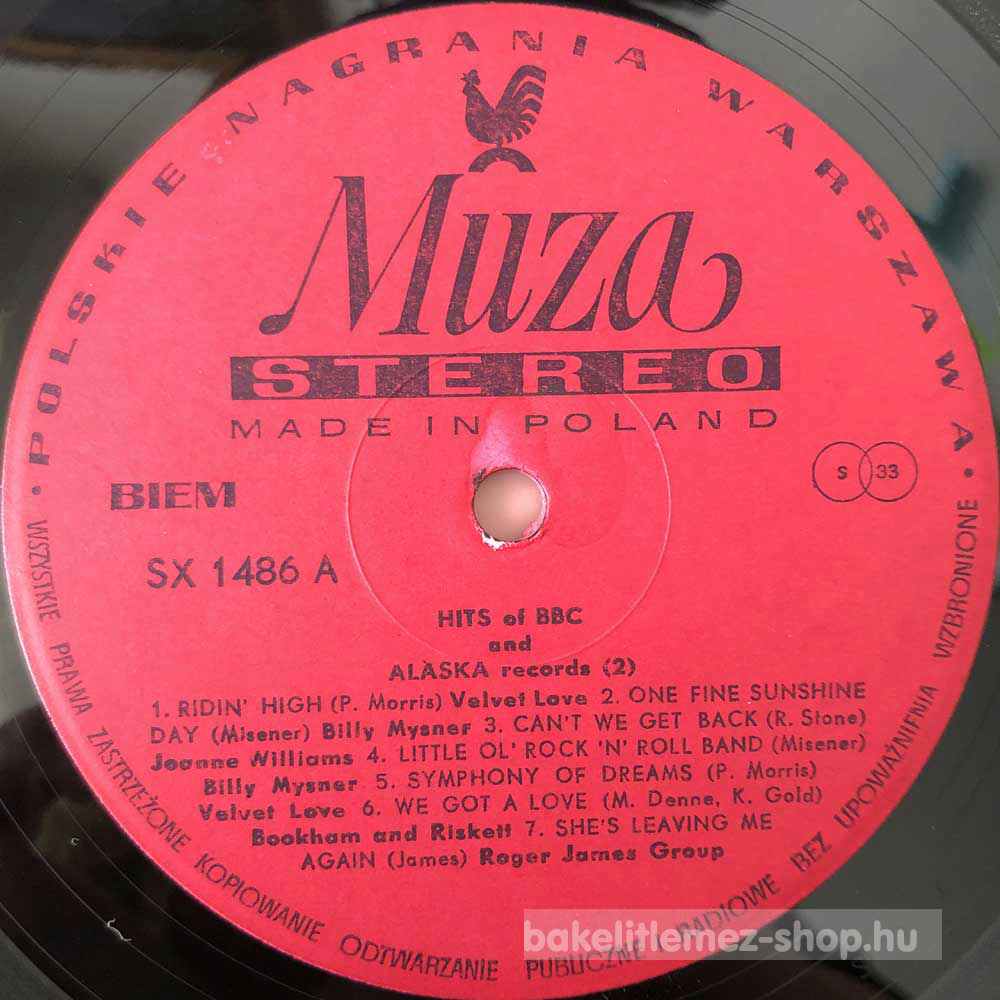 • POLSKIE NAGRANIA WARSZAWA •
Muza
STEREO
MADE IN POLAND
BIEM
S 33
SX 1486 A
HITS of BBC
and
ALASKA records (2)
1. RIDIN' HIGH (P. Morris) Velvet Love 2. ONE FINE SUNSHINE
DAY (Misener) Billy Mysner 3. CAN'T WE GET BACK (R. Stone)
Joanne Williams 4. LITTLE OL' ROCK 'N' ROLL BAND (Misener)
Billy Mysner 5. SYMPHONY OF DREAMS (P. Morris)
Velvet Love 6. WE GOT A LOVE (M. Denne, K. Gold)
Bookham and Riskett 7. SHE'S LEAVING ME
AGAIN (James) Roger James Group
WSZYSTKIE PRAWA ZASTRZEŻONE KOPIOWANIE ODTWARZANIE PUBLICZNE RADIOWE BEZ UPOWAŻNIENIA WZBRONIONE
bakelitlemez-shop.hu